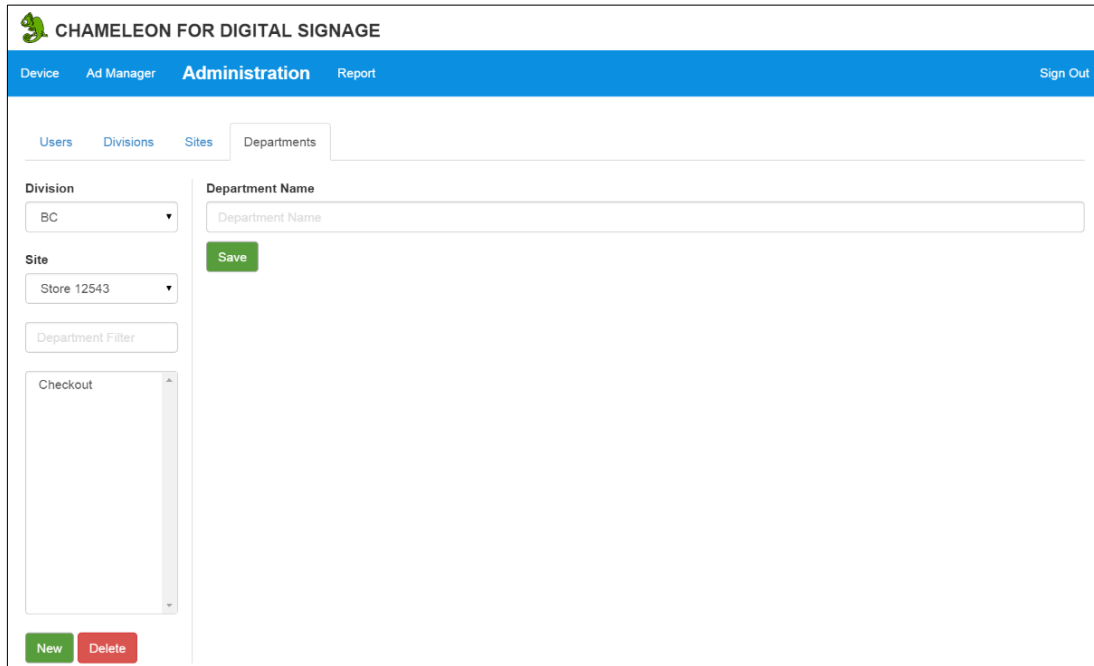 CHAMELEON FOR DIGITAL SIGNAGE
Device Ad Manager Administration Report Sign Out
Users Divisions Sites Departments
Division
BC
Site
Store 12543
Department Filter
Checkout
New Delete
Department Name
Department Name
Save